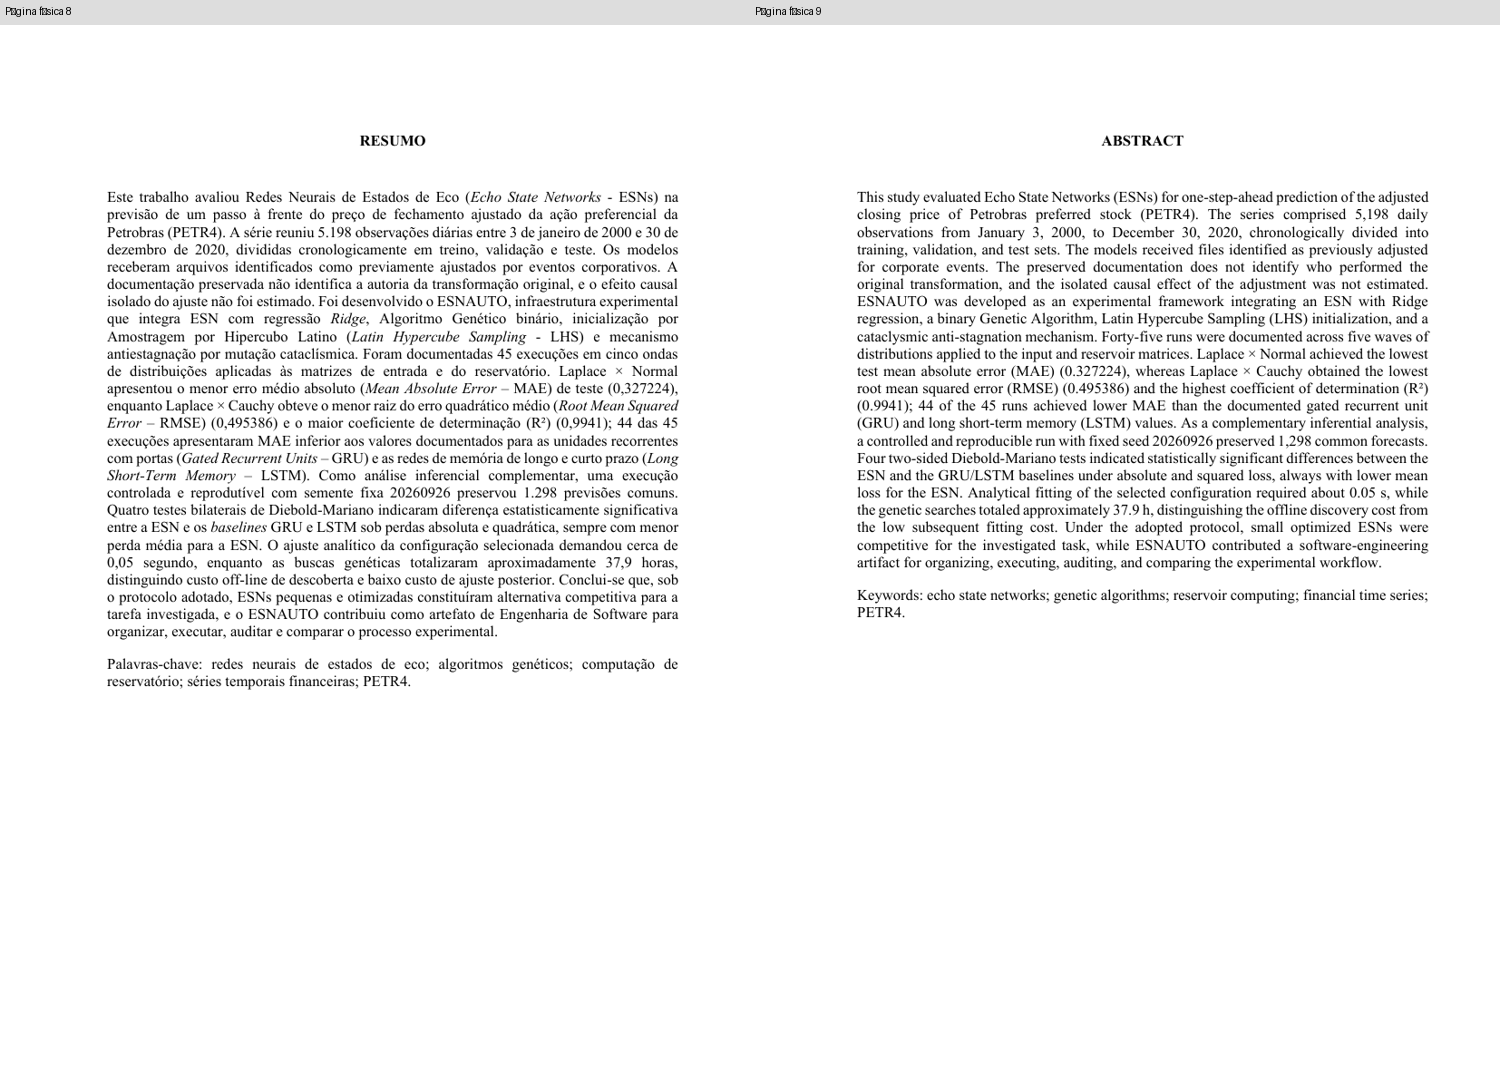 Página física 8
RESUMO
Este trabalho avaliou Redes Neurais de Estados de Eco (Echo State Networks - ESNs) na
previsão de um passo à frente do preço de fechamento ajustado da ação preferencial da
Petrobras (PETR4). A série reuniu 5.198 observações diárias entre 3 de janeiro de 2000 e 30 de
dezembro de 2020, divididas cronologicamente em treino, validação e teste. Os modelos
receberam arquivos identificados como previamente ajustados por eventos corporativos. A
documentação preservada não identifica a autoria da transformação original, e o efeito causal
isolado do ajuste não foi estimado. Foi desenvolvido o ESNAUTO, infraestrutura experimental
que integra ESN com regressão Ridge, Algoritmo Genético binário, inicialização por
Amostragem por Hipercubo Latino (Latin Hypercube Sampling - LHS) e mecanismo
antiestagnação por mutação cataclísmica. Foram documentadas 45 execuções em cinco ondas
de distribuições aplicadas às matrizes de entrada e do reservatório. Laplace × Normal
apresentou o menor erro médio absoluto (Mean Absolute Error – MAE) de teste (0,327224),
enquanto Laplace × Cauchy obteve o menor raiz do erro quadrático médio (Root Mean Squared
Error – RMSE) (0,495386) e o maior coeficiente de determinação (R²) (0,9941); 44 das 45
execuções apresentaram MAE inferior aos valores documentados para as unidades recorrentes
com portas (Gated Recurrent Units – GRU) e as redes de memória de longo e curto prazo (Long
Short-Term Memory – LSTM). Como análise inferencial complementar, uma execução
controlada e reprodutível com semente fixa 20260926 preservou 1.298 previsões comuns.
Quatro testes bilaterais de Diebold-Mariano indicaram diferença estatisticamente significativa
entre a ESN e os baselines GRU e LSTM sob perdas absoluta e quadrática, sempre com menor
perda média para a ESN. O ajuste analítico da configuração selecionada demandou cerca de
0,05 segundo, enquanto as buscas genéticas totalizaram aproximadamente 37,9 horas,
distinguindo custo off-line de descoberta e baixo custo de ajuste posterior. Conclui-se que, sob
o protocolo adotado, ESNs pequenas e otimizadas constituíram alternativa competitiva para a
tarefa investigada, e o ESNAUTO contribuiu como artefato de Engenharia de Software para
organizar, executar, auditar e comparar o processo experimental.
Palavras-chave: redes neurais de estados de eco; algoritmos genéticos; computação de
reservatório; séries temporais financeiras; PETR4.
Página física 9
ABSTRACT
This study evaluated Echo State Networks (ESNs) for one-step-ahead prediction of the adjusted
closing price of Petrobras preferred stock (PETR4). The series comprised 5,198 daily
observations from January 3, 2000, to December 30, 2020, chronologically divided into
training, validation, and test sets. The models received files identified as previously adjusted
for corporate events. The preserved documentation does not identify who performed the
original transformation, and the isolated causal effect of the adjustment was not estimated.
ESNAUTO was developed as an experimental framework integrating an ESN with Ridge
regression, a binary Genetic Algorithm, Latin Hypercube Sampling (LHS) initialization, and a
cataclysmic anti-stagnation mechanism. Forty-five runs were documented across five waves of
distributions applied to the input and reservoir matrices. Laplace × Normal achieved the lowest
test mean absolute error (MAE) (0.327224), whereas Laplace × Cauchy obtained the lowest
root mean squared error (RMSE) (0.495386) and the highest coefficient of determination (R²)
(0.9941); 44 of the 45 runs achieved lower MAE than the documented gated recurrent unit
(GRU) and long short-term memory (LSTM) values. As a complementary inferential analysis,
a controlled and reproducible run with fixed seed 20260926 preserved 1,298 common forecasts.
Four two-sided Diebold-Mariano tests indicated statistically significant differences between the
ESN and the GRU/LSTM baselines under absolute and squared loss, always with lower mean
loss for the ESN. Analytical fitting of the selected configuration required about 0.05 s, while
the genetic searches totaled approximately 37.9 h, distinguishing the offline discovery cost from
the low subsequent fitting cost. Under the adopted protocol, small optimized ESNs were
competitive for the investigated task, while ESNAUTO contributed a software-engineering
artifact for organizing, executing, auditing, and comparing the experimental workflow.
Keywords: echo state networks; genetic algorithms; reservoir computing; financial time series;
PETR4.